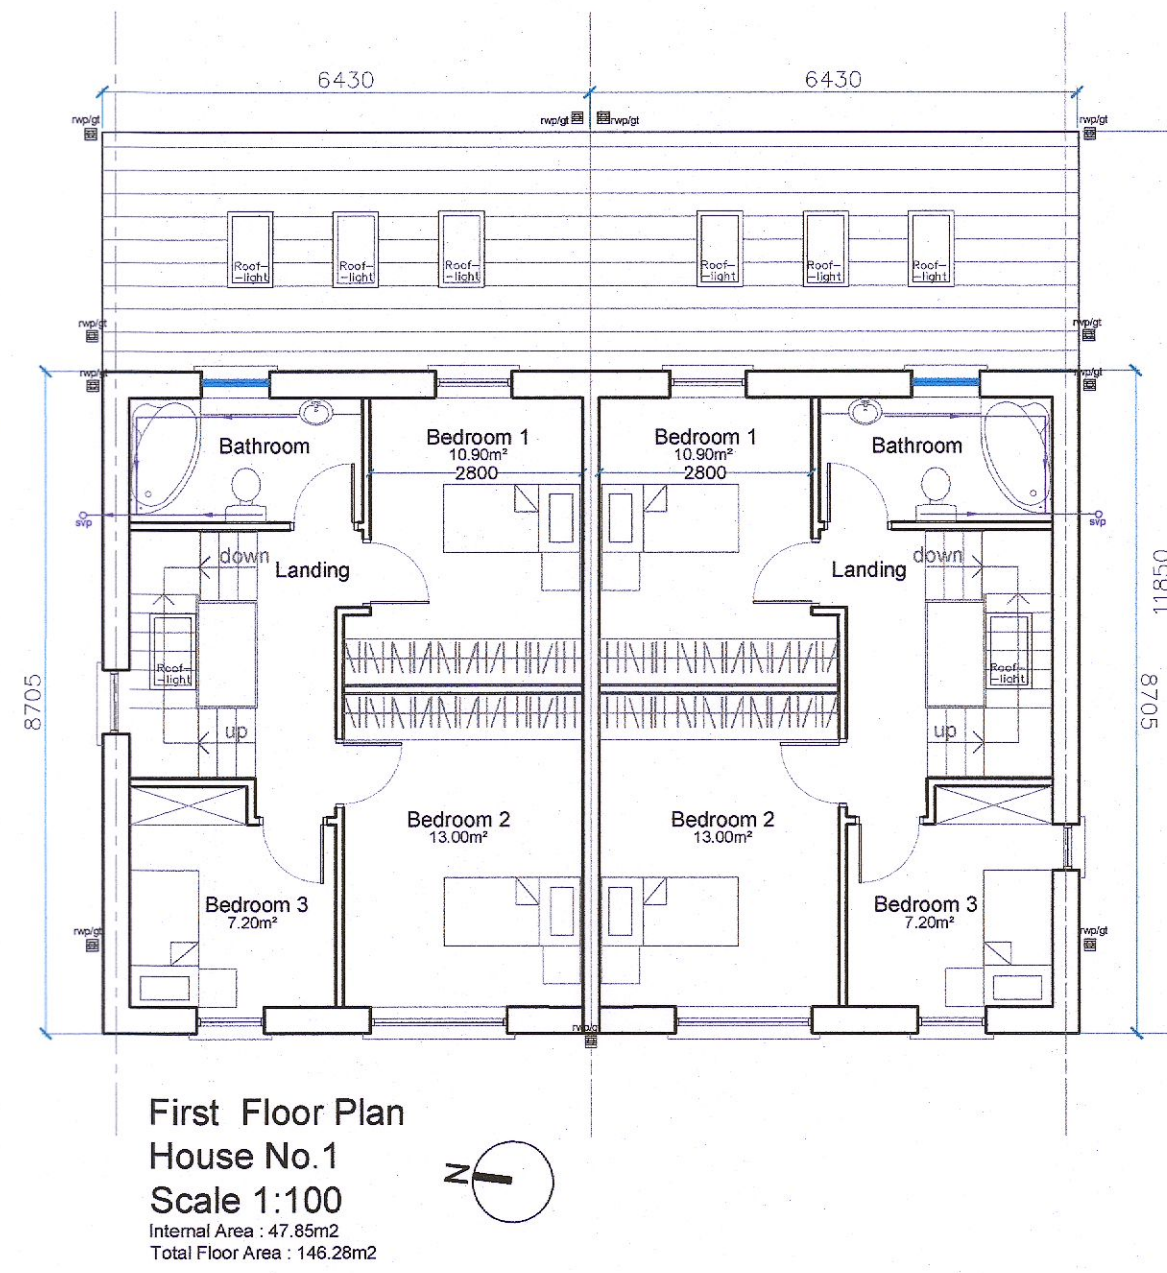 6430 6430
rwp/gt rwp/gt rwp/gt rwp/gt
Roof-
-light
Roof-
-light
Roof-
-light
Roof-
-light
Roof-
-light
Roof-
-light
rwp/gt rwp/gt
rwp/gt rwp/gt
Bathroom
Bedroom 1
10.90m²
2800
Bedroom 1
10.90m²
2800
Bathroom
svp svp
down
Landing
Landing
down
11850
Roof-
-light
Roof-
-light
8705
8705
up
up
Bedroom 2
13.00m²
Bedroom 2
13.00m²
Bedroom 3
7.20m²
Bedroom 3
7.20m²
rwp/gt rwp/gt
rwp/gt
First Floor Plan
House No.1
Scale 1:100
Internal Area : 47.85m2
Total Floor Area : 146.28m2
N